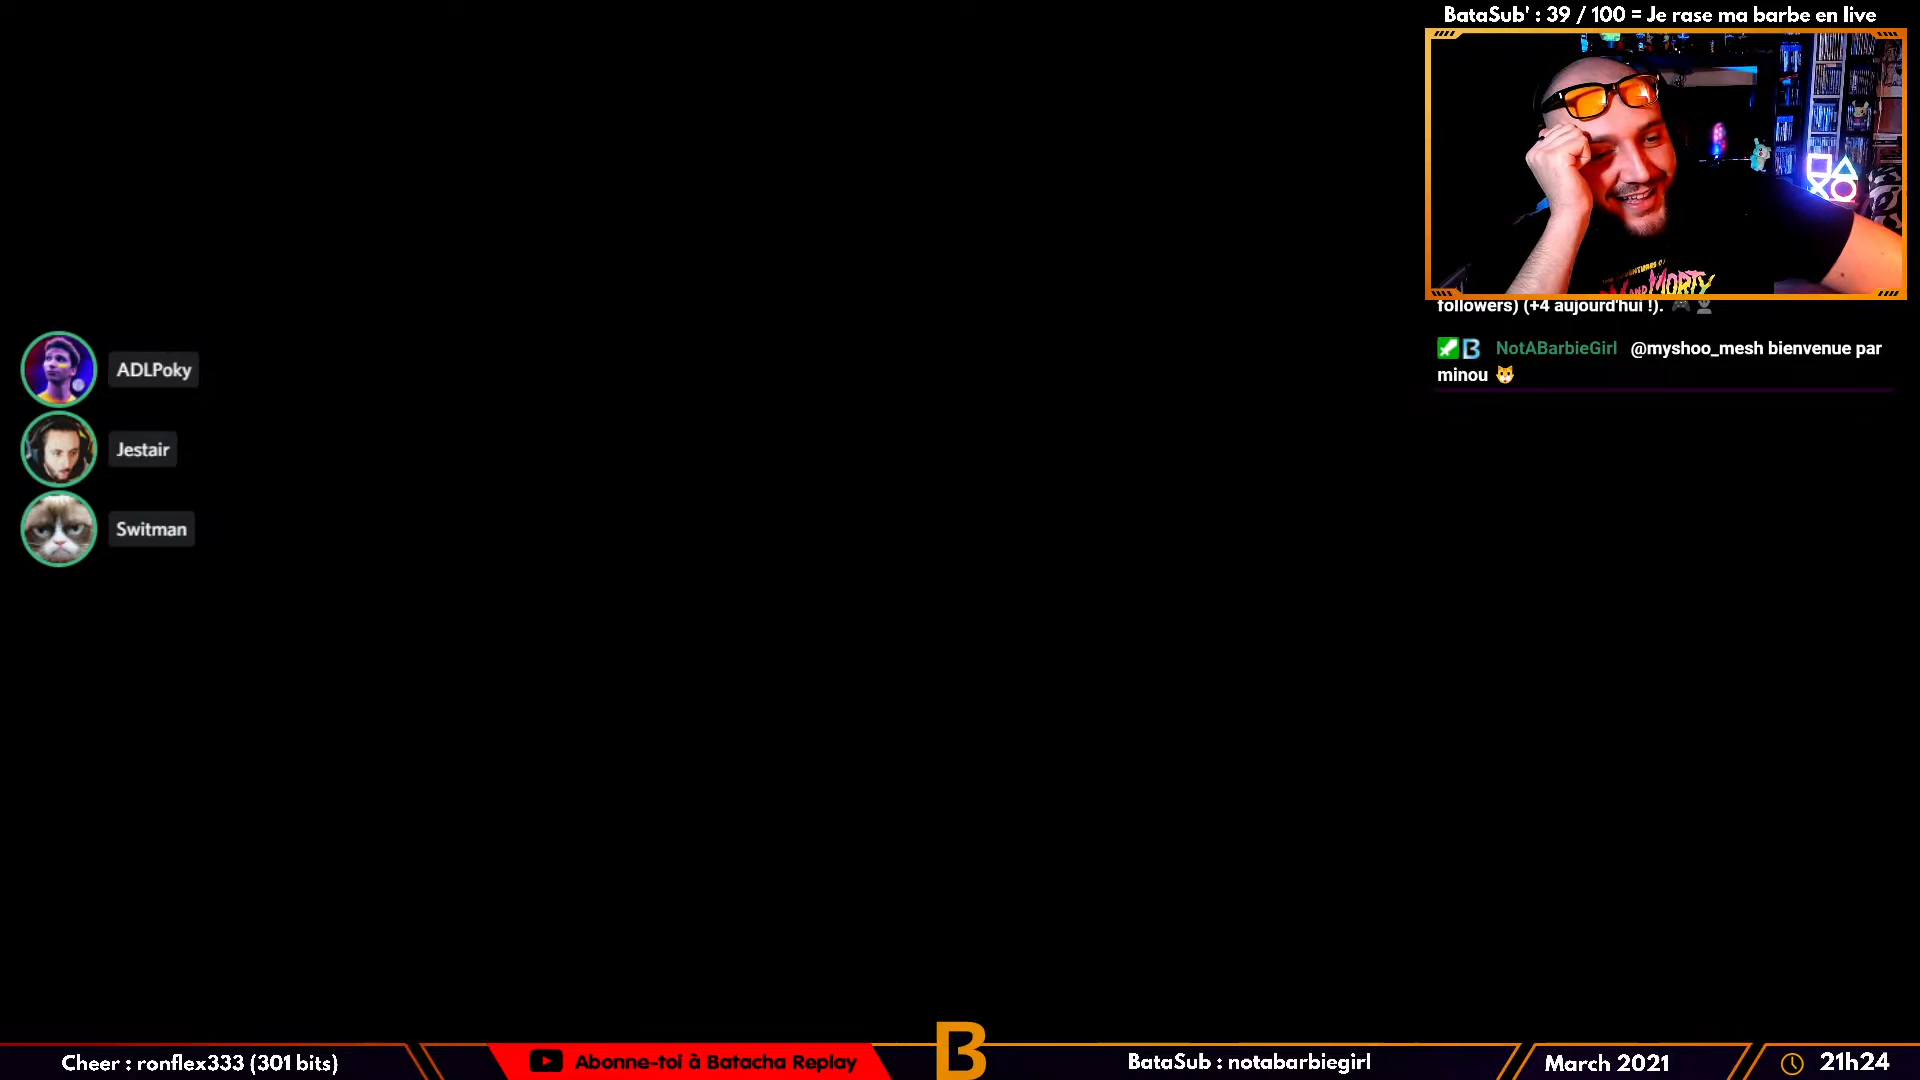 BataSub' : 39 / 100 = Je rase ma barbe en live
MORTY
followers) (+4 aujourd'hui !).
NotABarbieGirl @myshoo_mesh bienvenue par
minou
ADLPoky
Jestair
Switman
Cheer : ronflex333 (301 bits)
Abonne-toi à Batacha Replay
B
BataSub : notabarbiegirl
March 2021
21h24